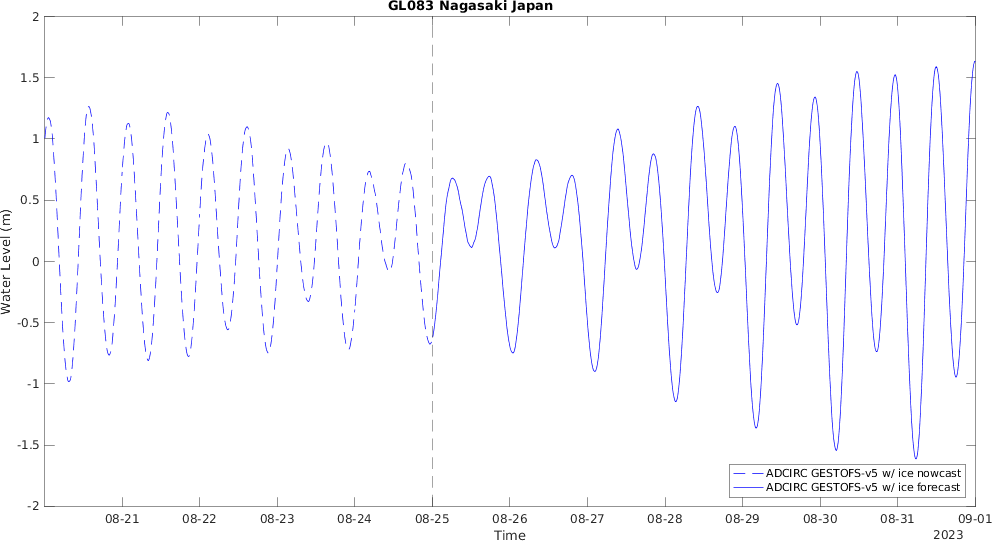 GL083 Nagasaki Japan
2
1.5
1
0.5
0
-0.5
-1
-1.5
-2
Water Level (m)
ADCIRC GESTOFS-v5 w/ ice nowcast
ADCIRC GESTOFS-v5 w/ ice forecast
08-21 08-22 08-23 08-24 08-25 08-26 08-27 08-28 08-29 08-30 08-31 09-01
Time
2023